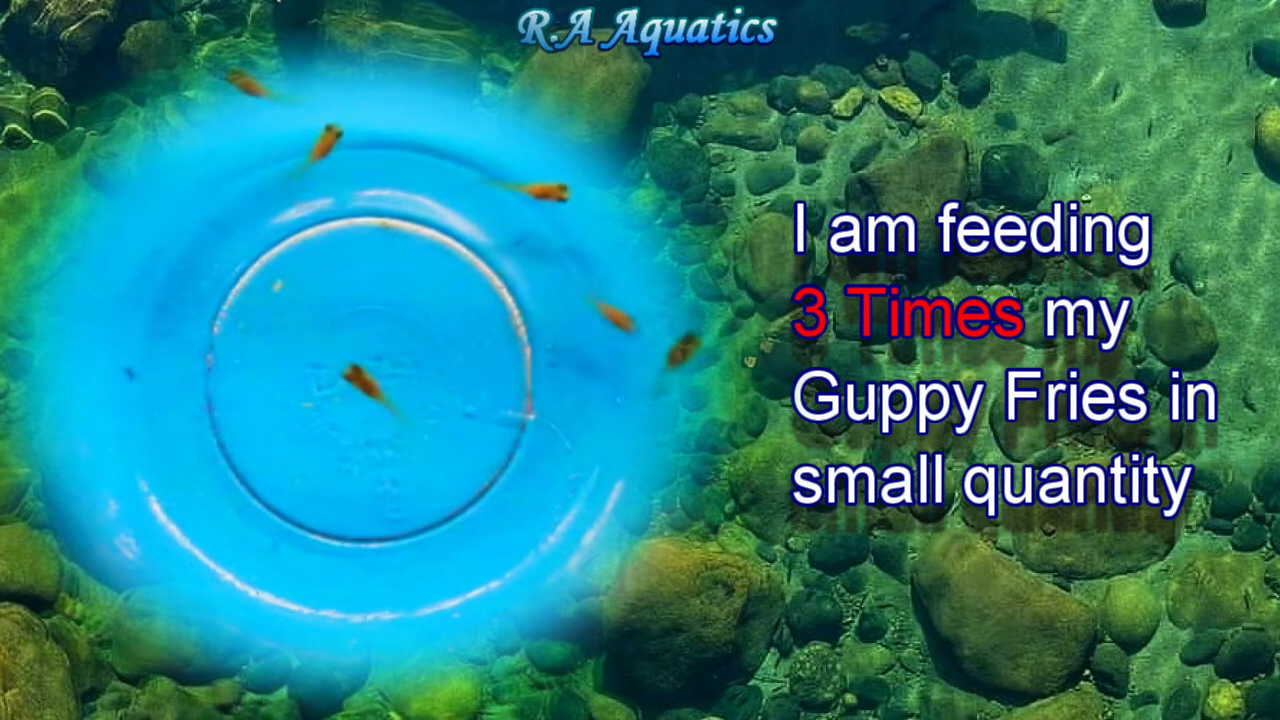 R.A Aquatics
I am feeding
3 Times my
Guppy Fries in
small quantity